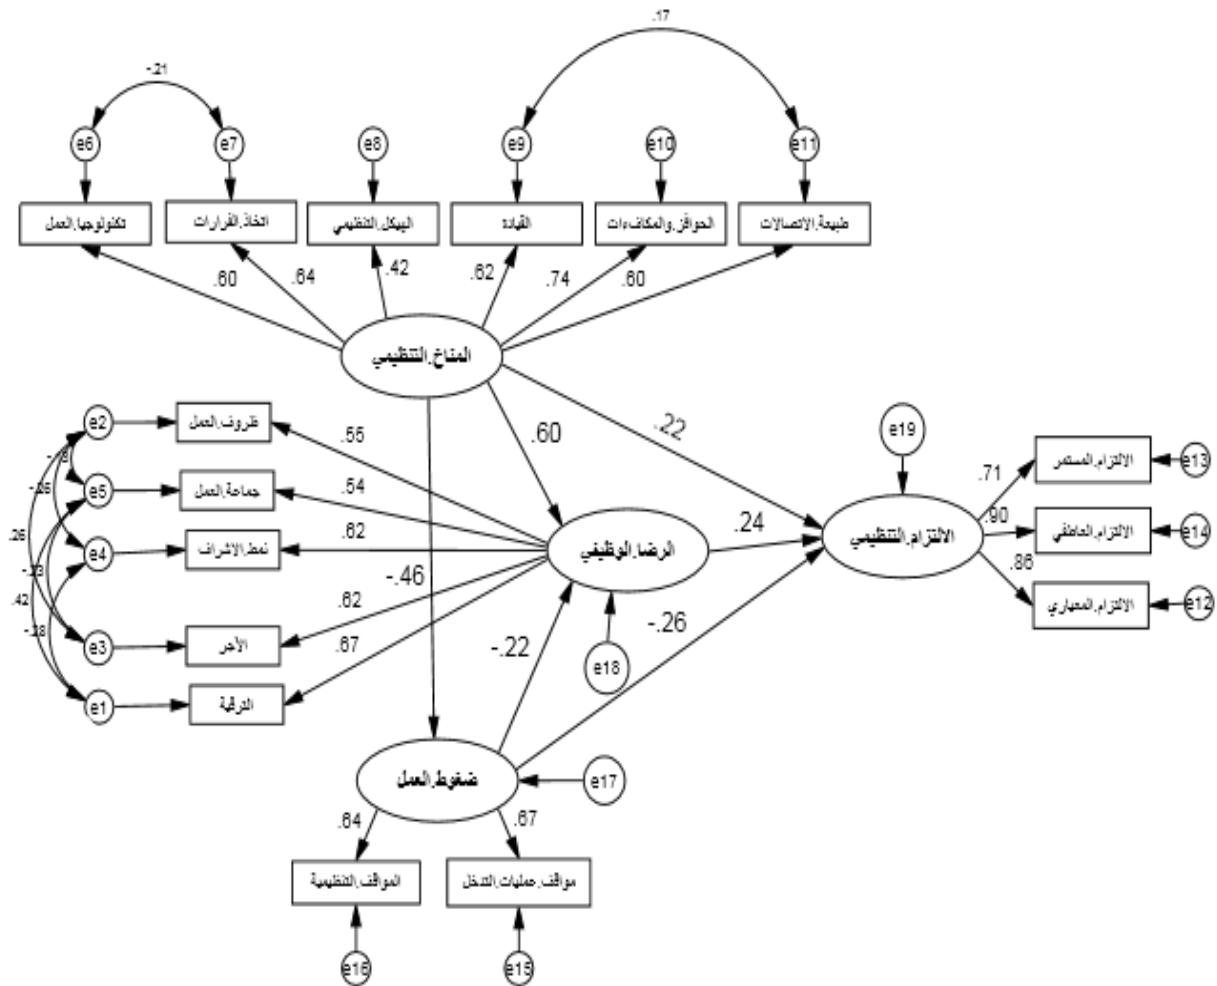 .17
-.21
e6
e7
e8
e9
e10
e11
تكنولوجيا.العمل
اتخاذ.القرارات
الهيكل.التنظيمي
القيادة
الحوافز.والمكافءات
طبيعة.الاتصالات
.60
.64
.42
.62
.74
.60
المناخ.التنظيمي
e2
ظروف.العمل
.55
.60
.22
e19
الالتزام.المستمر
e13
.71
e5
جماعة.العمل
.54
-.26
.26
e4
نمط.الاشراف
.62
الرضا.الوظيفي
.24
الالتزام.التنظيمي
.90
الالتزام.العاطفي
e14
-.23
-.46
.86
.42
-.28
الالتزام.المعياري
e12
e3
الأجر
.62
-.22
-.26
.67
e18
e1
الترقية
ضغوط.العمل
e17
.64
.67
المواقف.التنظيمية
مواقف.عمليات.التدخل
e16
e15